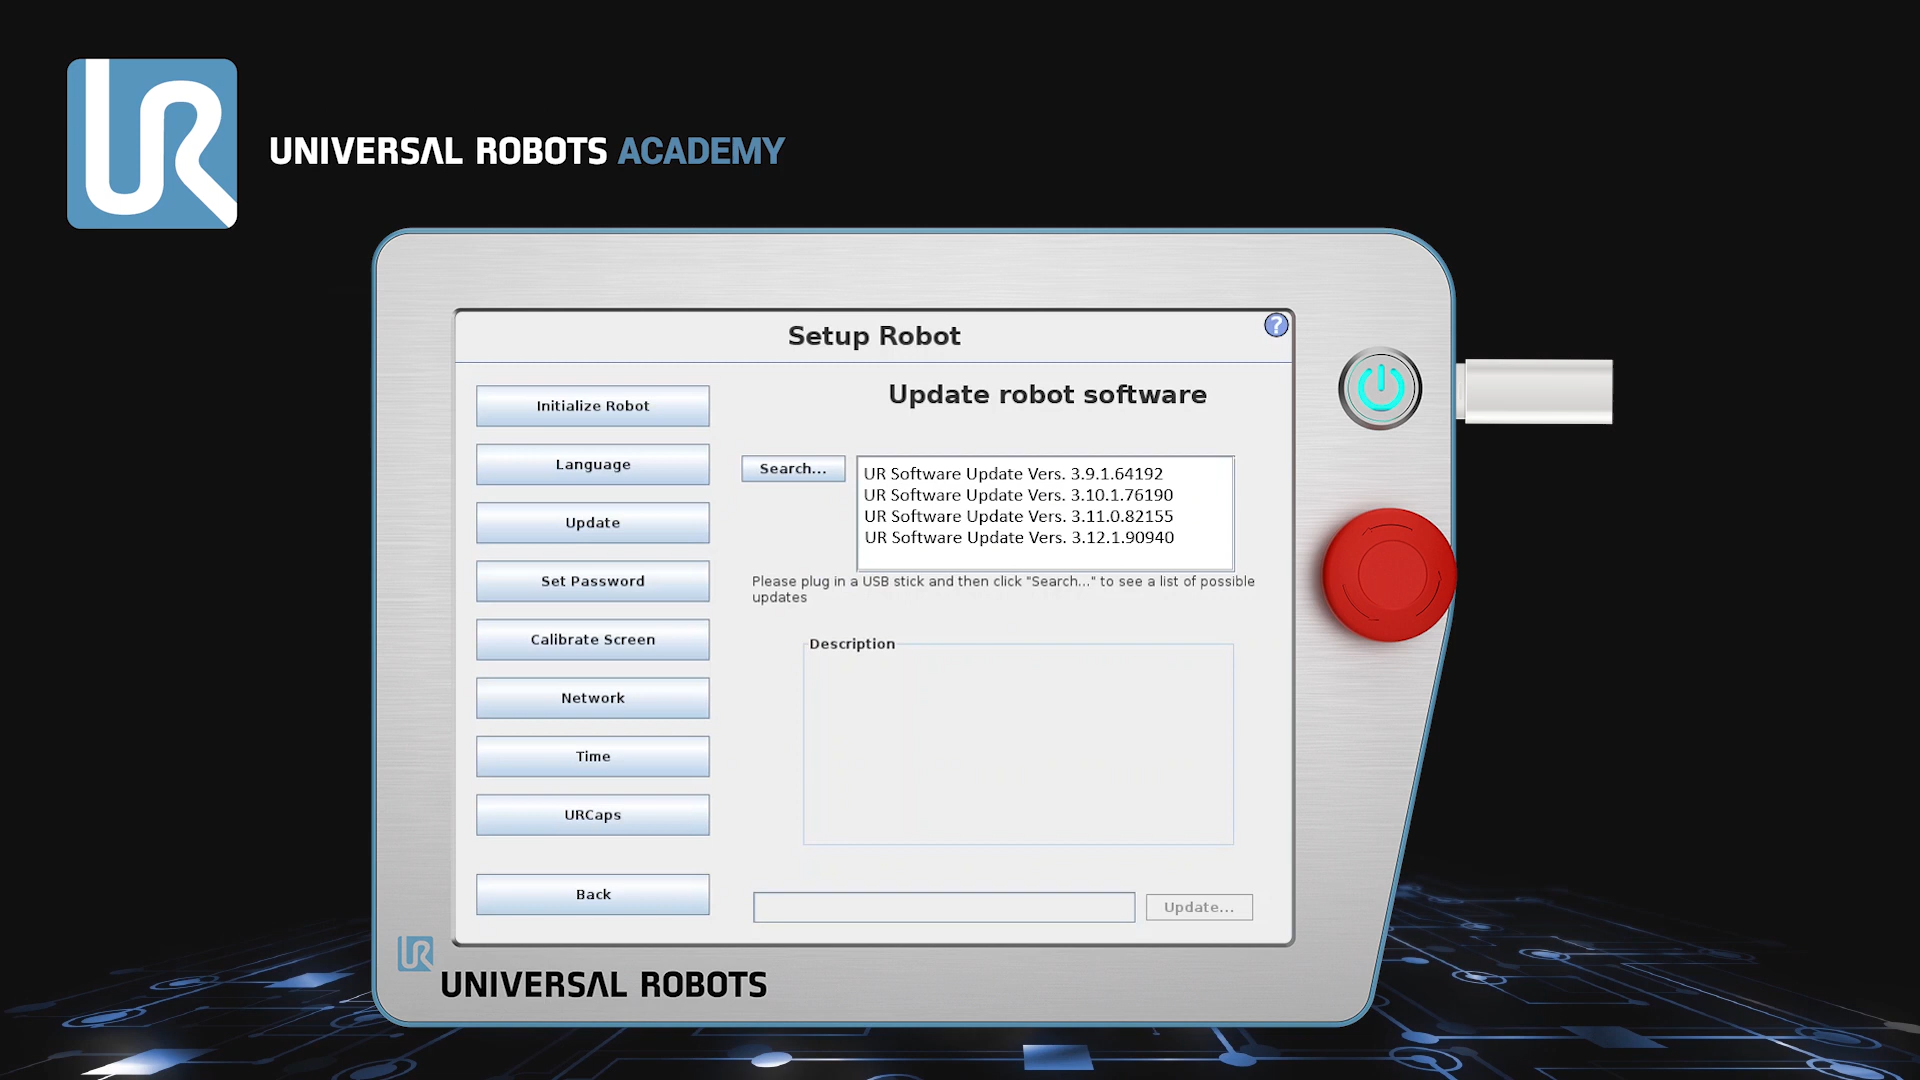 UR
UNIVERSAL ROBOTS ACADEMY
Setup Robot
?
Initialize Robot
Language
Update
Set Password
Calibrate Screen
Network
Time
URCaps
Back
Update robot software
Search...
UR Software Update Vers. 3.9.1.64192
UR Software Update Vers. 3.10.1.76190
UR Software Update Vers. 3.11.0.82155
UR Software Update Vers. 3.12.1.90940
Please plug in a USB stick and then click "Search..." to see a list of possible
updates
Description
Update...
UR
UNIVERSAL ROBOTS